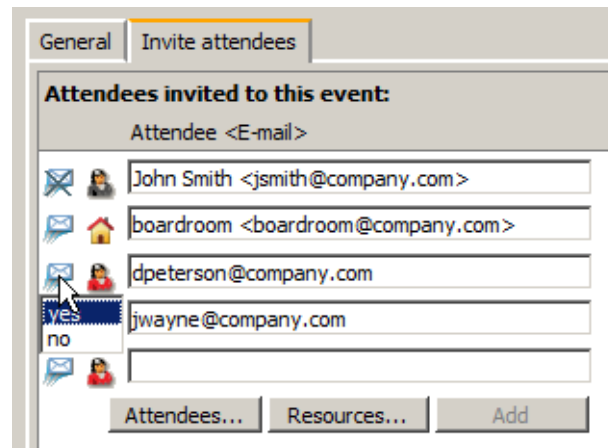 General Invite attendees
Attendees invited to this event:
Attendee <E-mail>
John Smith <jsmith@company.com>
boardroom <boardroom@company.com>
dpeterson@company.com
yes
jwayne@company.com
no
Attendees... Resources... Add